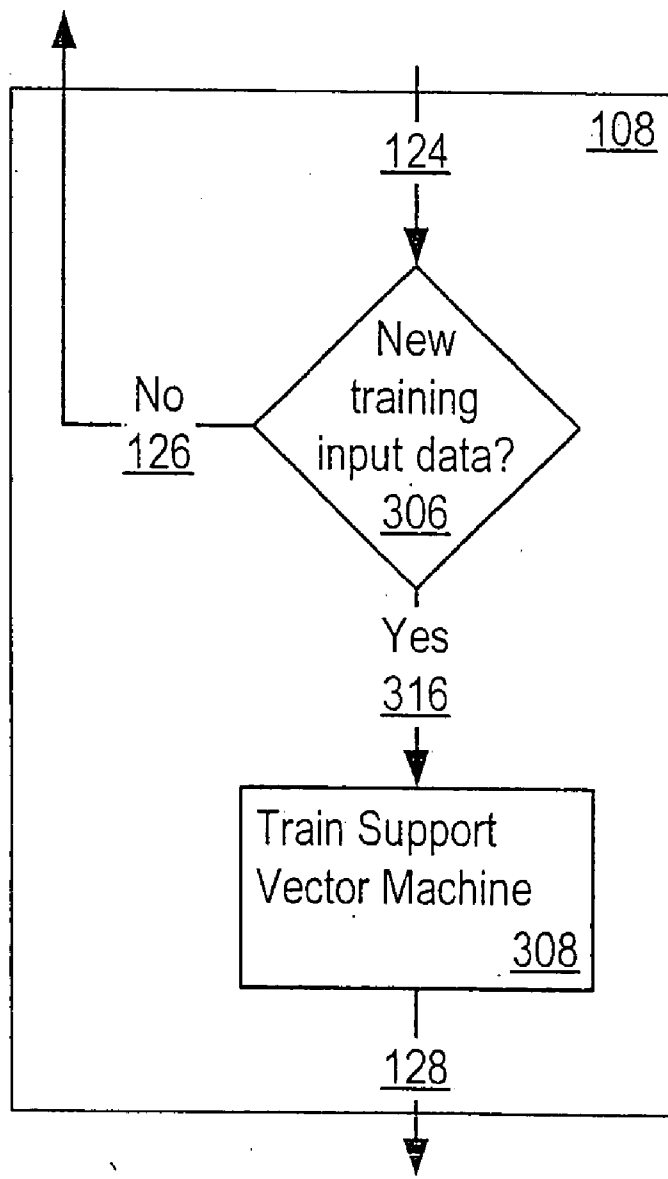 108
124
New
training
input data?
306
No
126
Yes
316
Train Support
Vector Machine
308
128